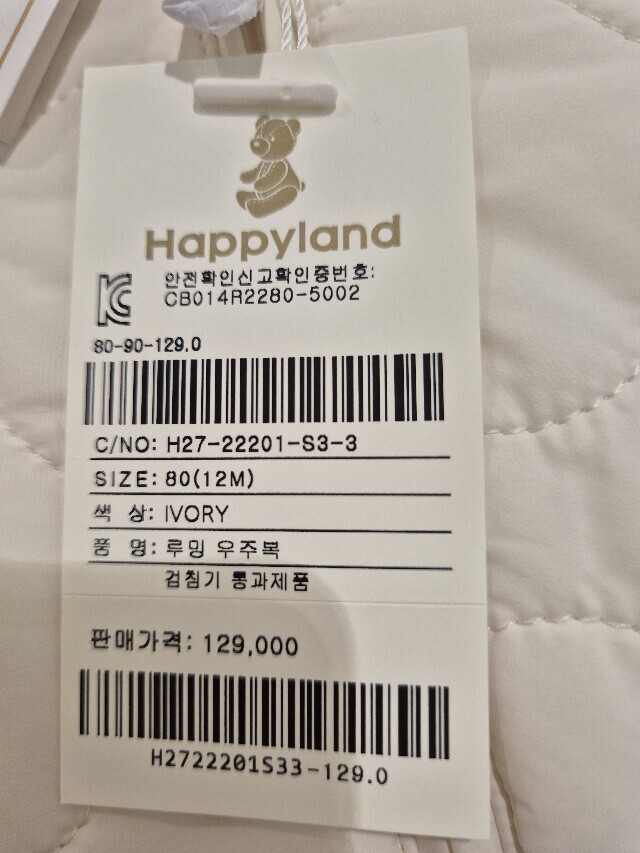 Happyland
안전확인신고확인증번호:
CB014R2280-5002
80-90-129.0
C/NO: H27-22201-S3-3
SIZE: 80(12M)
색 상: IVORY
품 명: 루밍 우주복
검침기 통과제품
판매가격: 129,000
H2722201S33-129.0